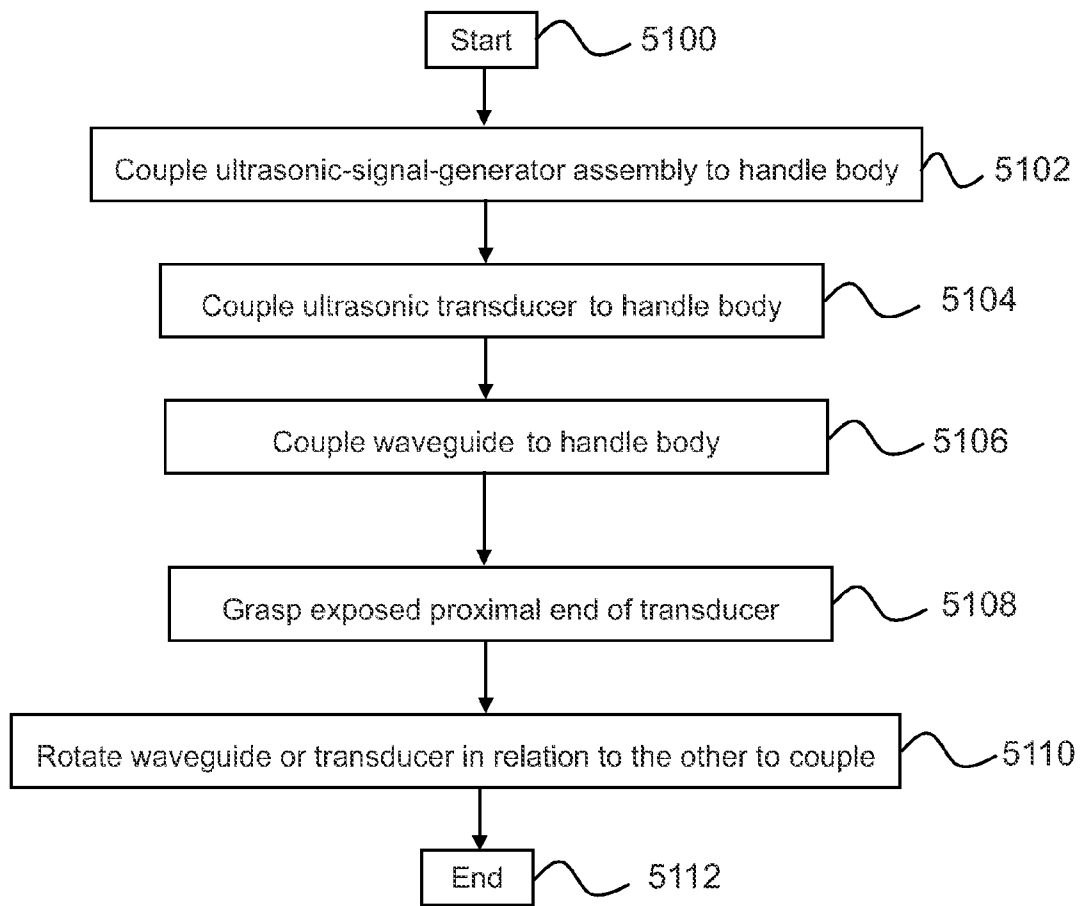 Start 5100
Couple ultrasonic-signal-generator assembly to handle body 5102
Couple ultrasonic transducer to handle body 5104
Couple waveguide to handle body 5106
Grasp exposed proximal end of transducer 5108
Rotate waveguide or transducer in relation to the other to couple 5110
End 5112